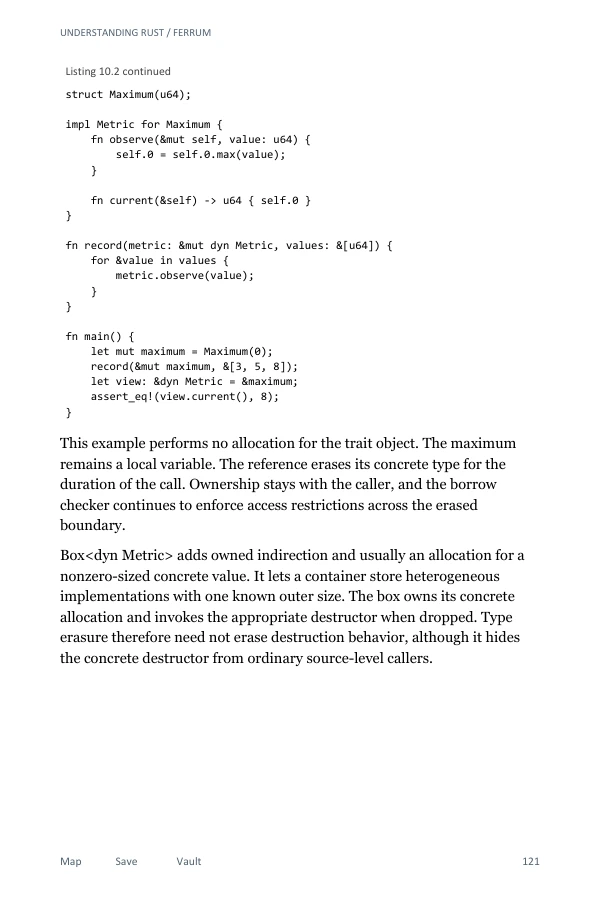 UNDERSTANDING RUST / FERRUM
Listing 10.2 continued
struct Maximum(u64);

impl Metric for Maximum {
    fn observe(&mut self, value: u64) {
        self.0 = self.0.max(value);
    }

    fn current(&self) -> u64 { self.0 }
}

fn record(metric: &mut dyn Metric, values: &[u64]) {
    for &value in values {
        metric.observe(value);
    }
}

fn main() {
    let mut maximum = Maximum(0);
    record(&mut maximum, &[3, 5, 8]);
    let view: &dyn Metric = &maximum;
    assert_eq!(view.current(), 8);
}
This example performs no allocation for the trait object. The maximum
remains a local variable. The reference erases its concrete type for the
duration of the call. Ownership stays with the caller, and the borrow
checker continues to enforce access restrictions across the erased
boundary.
Box<dyn Metric> adds owned indirection and usually an allocation for a
nonzero-sized concrete value. It lets a container store heterogeneous
implementations with one known outer size. The box owns its concrete
allocation and invokes the appropriate destructor when dropped. Type
erasure therefore need not erase destruction behavior, although it hides
the concrete destructor from ordinary source-level callers.
Map Save Vault 121